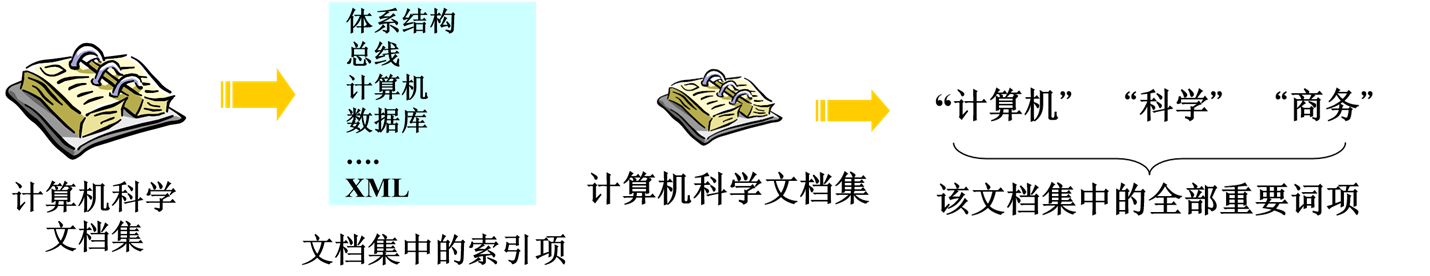 计算机科学
文档集
体系结构
总线
计算机
数据库
....
XML
文档集中的索引项
计算机科学文档集
“计算机” “科学” “商务”
该文档集中的全部重要词项